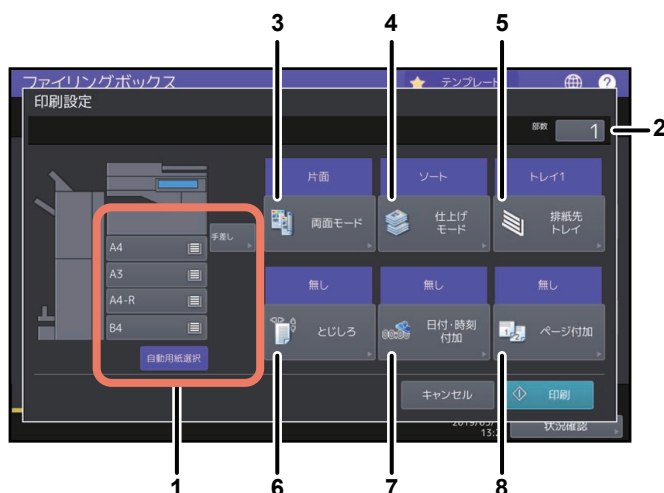 3
4
5
ファイリングボックス
テンプレート
?
印刷設定
部数
1
2
片面
ソート
トレイ1
両面モード
仕上げ
モード
排紙先
トレイ
手差し
A4
A3
A4-R
B4
自動用紙選択
無し
無し
無し
とじしろ
日付・時刻
付加
ページ付加
キャンセル
印刷
13:
状況確認
1
6
7
8